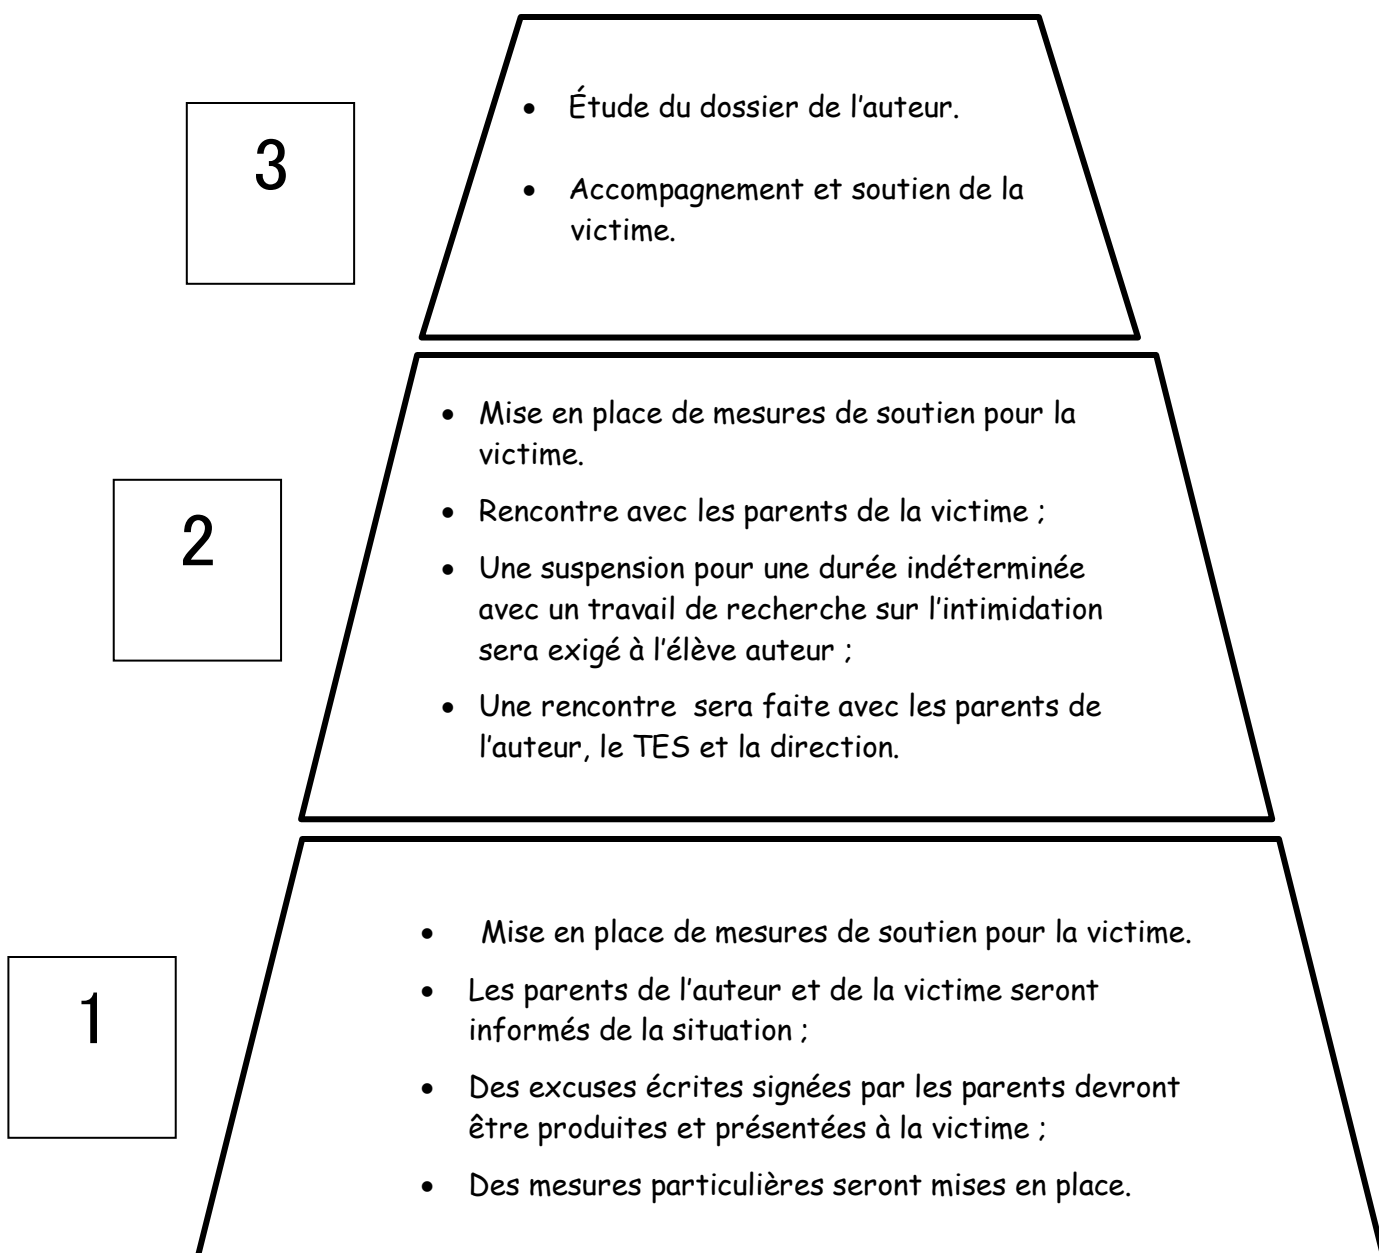 3
• Étude du dossier de l'auteur.
• Accompagnement et soutien de la
victime.
2
• Mise en place de mesures de soutien pour la
victime.
• Rencontre avec les parents de la victime ;
• Une suspension pour une durée indéterminée
avec un travail de recherche sur l'intimidation
sera exigé à l'élève auteur ;
• Une rencontre sera faite avec les parents de
l'auteur, le TES et la direction.
1
• Mise en place de mesures de soutien pour la victime.
• Les parents de l'auteur et de la victime seront
informés de la situation ;
• Des excuses écrites signées par les parents devront
être produites et présentées à la victime ;
• Des mesures particulières seront mises en place.